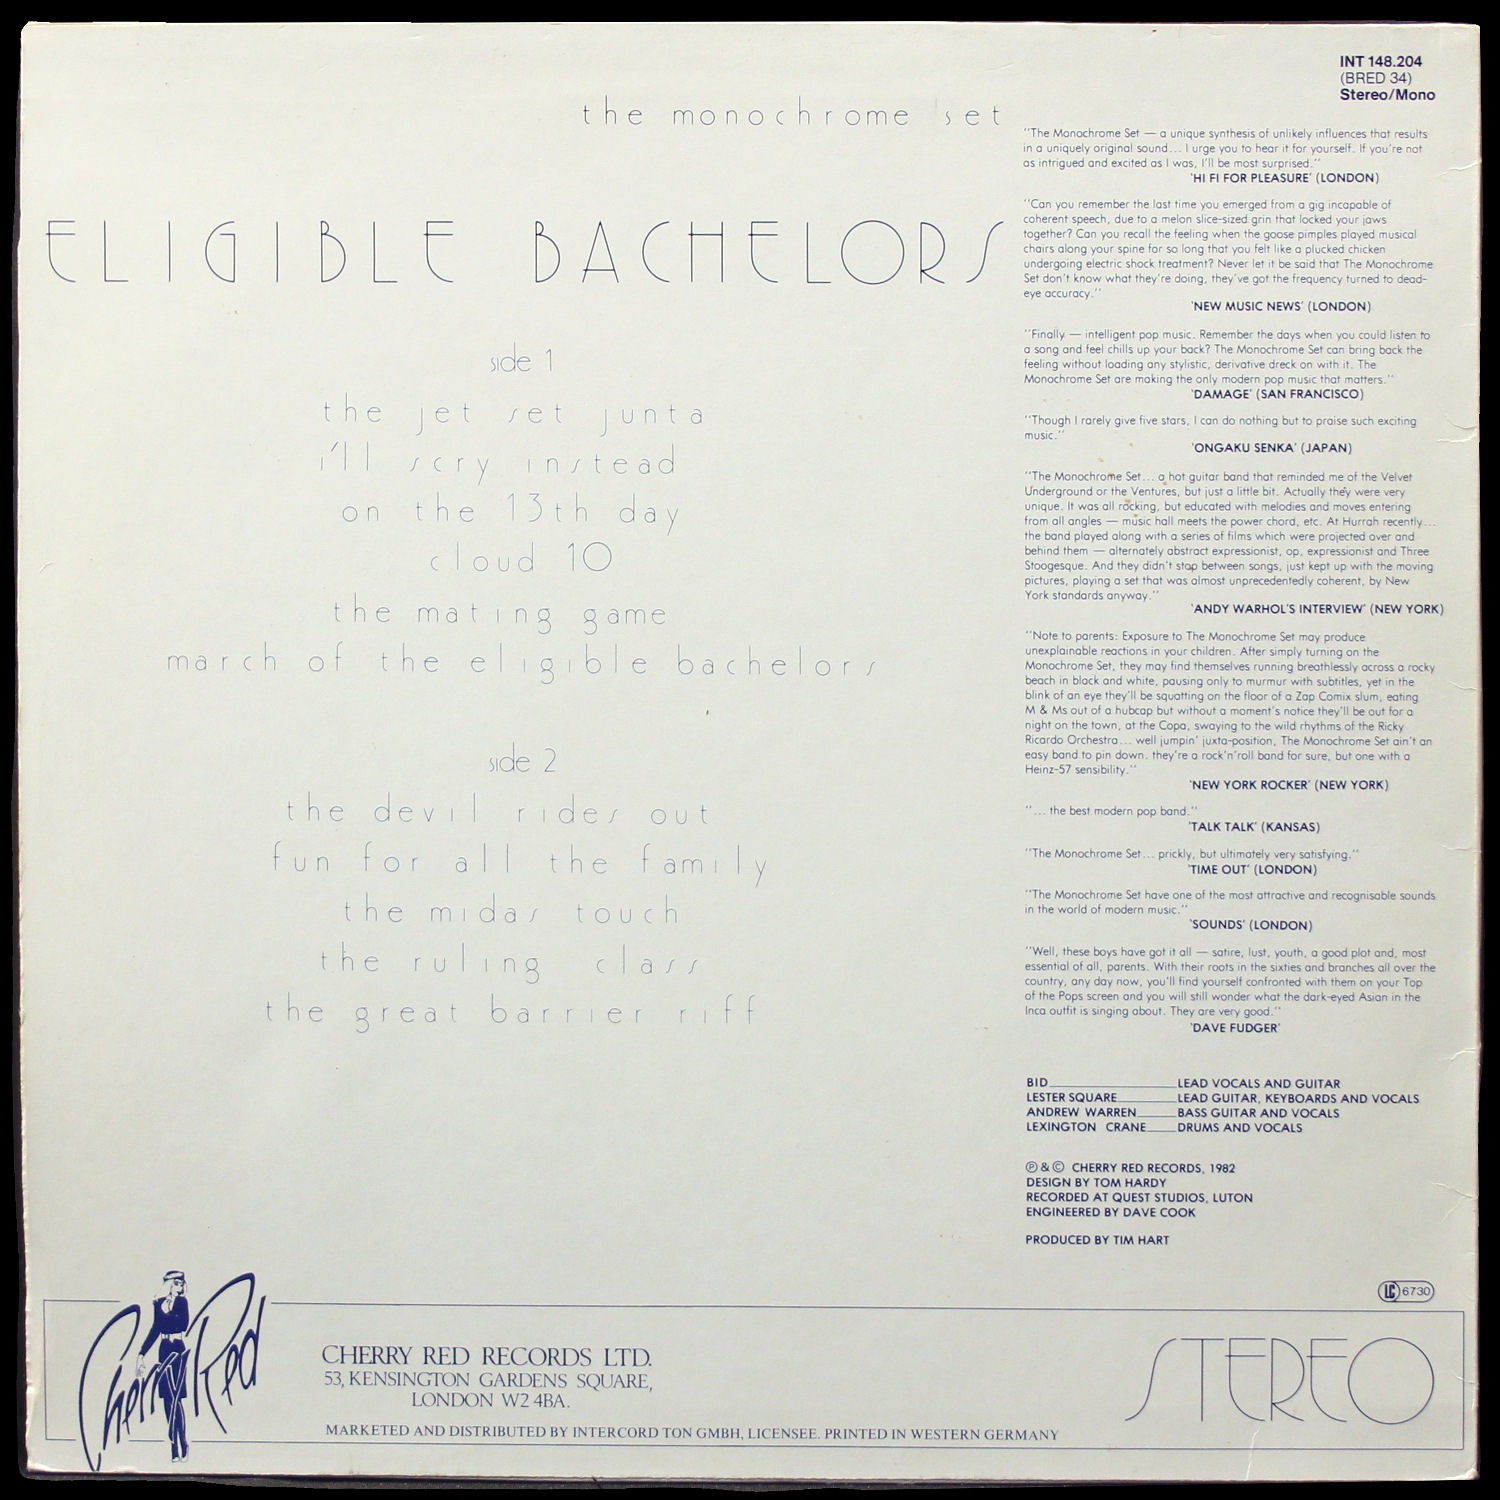 INT 148.204
(BRED 34)
Stereo/Mono
the monochrome set
ELIGIBLE BACHELORS
side 1
the jet set junta
i'll scry instead
on the 13th day
cloud 10
the mating game
march of the eligible bachelors
side 2
the devil rides out
fun for all the family
the midas touch
the ruling class
the great barrier riff
"The Monochrome Set — a unique synthesis of unlikely influences that results
in a uniquely original sound... I urge you to hear it for yourself. If you're not
as intrigued and excited as I was, I'll be most surprised."
'HI FI FOR PLEASURE' (LONDON)
"Can you remember the last time you emerged from a gig incapable of
coherent speech, due to a melon slice-sized grin that locked your jaws
together? Can you recall the feeling when the goose pimples played musical
chairs along your spine for so long that you felt like a plucked chicken
undergoing electric shock treatment? Never let it be said that The Monochrome
Set don't know what they're doing, they've got the frequency turned to dead-
eye accuracy."
'NEW MUSIC NEWS' (LONDON)
"Finally — intelligent pop music. Remember the days when you could listen to
a song and feel chills up your back? The Monochrome Set can bring back the
feeling without loading any stylistic, derivative dreck on with it. The
Monochrome Set are making the only modern pop music that matters."
'DAMAGE' (SAN FRANCISCO)
"Though I rarely give five stars, I can do nothing but to praise such exciting
music."
'ONGAKU SENKA' (JAPAN)
"The Monochrome Set... a hot guitar band that reminded me of the Velvet
Underground or the Ventures, but just a little bit. Actually they were very
unique. It was all rocking, but educated with melodies and moves entering
from all angles — music hall meets the power chord, etc. At Hurrah recently...
the band played along with a series of films which were projected over and
behind them — alternately abstract expressionist, op, expressionist and Three
Stoogesque. And they didn't stop between songs, just kept up with the moving
pictures, playing a set that was almost unprecedentedly coherent, by New
York standards anyway."
'ANDY WARHOL'S INTERVIEW' (NEW YORK)
"Note to parents: Exposure to The Monochrome Set may produce
unexplainable reactions in your children. After simply turning on the
Monochrome Set, they may find themselves running breathlessly across a rocky
beach in black and white, pausing only to murmur with subtitles, yet in the
blink of an eye they'll be squatting on the floor of a Zap Comix slum, eating
M & Ms out of a hubcap but without a moment's notice they'll be out for a
night on the town, at the Copa, swaying to the wild rhythms of the Ricky
Ricardo Orchestra... well jumpin' juxta-position, The Monochrome Set ain't an
easy band to pin down. they're a rock'n'roll band for sure, but one with a
Heinz-57 sensibility."
'NEW YORK ROCKER' (NEW YORK)
"... the best modern pop band."
'TALK TALK' (KANSAS)
"The Monochrome Set... prickly, but ultimately very satisfying."
'TIME OUT' (LONDON)
"The Monochrome Set have one of the most attractive and recognisable sounds
in the world of modern music."
'SOUNDS' (LONDON)
"Well, these boys have got it all — satire, lust, youth, a good plot and, most
essential of all, parents. With their roots in the sixties and branches all over the
country, any day now, you'll find yourself confronted with them on your Top
of the Pops screen and you will still wonder what the dark-eyed Asian in the
Inca outfit is singing about. They are very good."
'DAVE FUDGER'
BID LEAD VOCALS AND GUITAR
LESTER SQUARE LEAD GUITAR, KEYBOARDS AND VOCALS
ANDREW WARREN BASS GUITAR AND VOCALS
LEXINGTON CRANE DRUMS AND VOCALS
℗ & © CHERRY RED RECORDS, 1982
DESIGN BY TOM HARDY
RECORDED AT QUEST STUDIOS, LUTON
ENGINEERED BY DAVE COOK
PRODUCED BY TIM HART
LC 6730
Cherry Red
CHERRY RED RECORDS LTD.
53, KENSINGTON GARDENS SQUARE,
LONDON W2 4BA.
MARKETED AND DISTRIBUTED BY INTERCORD TON GMBH, LICENSEE. PRINTED IN WESTERN GERMANY
STEREO